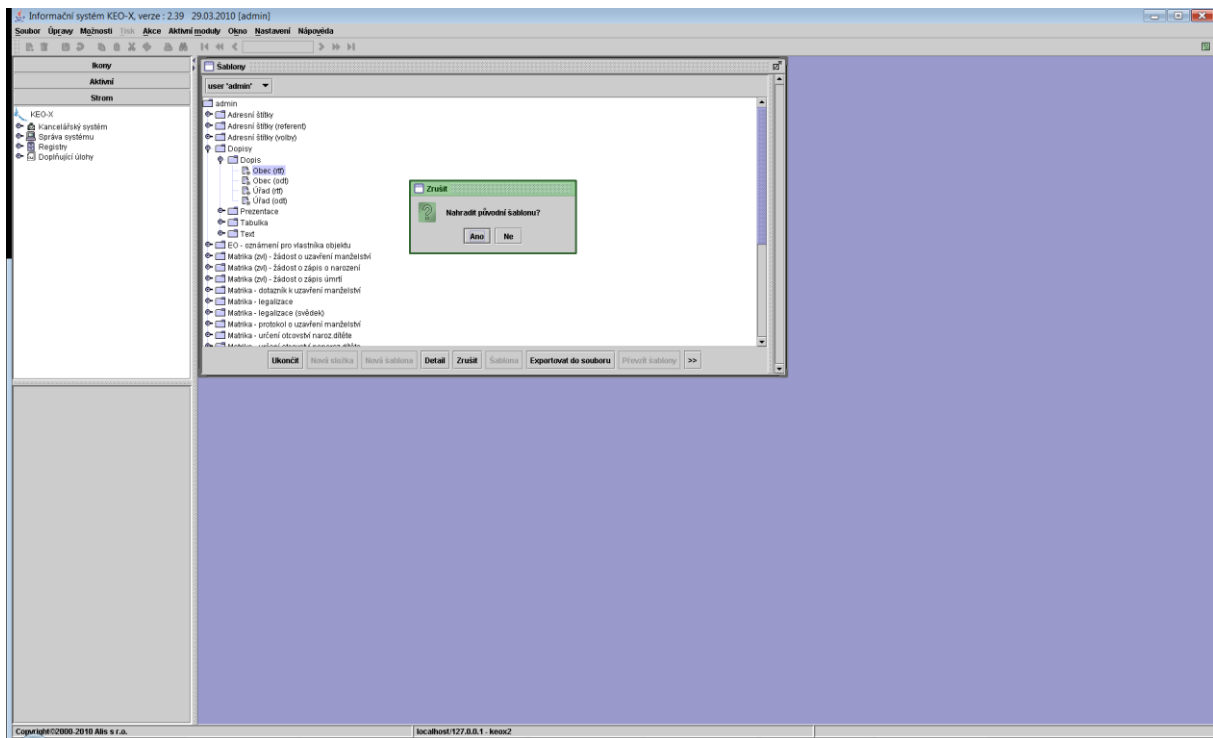 Informační systém KEO-X, verze : 2.39 29.03.2010 [admin]
Soubor Úpravy Možnosti Tisk Akce Aktivní moduly Okno Nastavení Nápověda
Ikony
Aktivní
Strom
KEO-X
Kancelářský systém
Správa systému
Registry
Doplňující úlohy
Šablony
user 'admin'
admin
Adresní štítky
Adresní štítky (referent)
Adresní štítky (volby)
Dopisy
Dopis
Obec (rtf)
Obec (odt)
Úřad (rtf)
Úřad (odt)
Prezentace
Tabulka
Text
EO - oznámení pro vlastníka objektu
Matrika (zvl) - žádost o uzavření manželství
Matrika (zvl) - žádost o zápis o narození
Matrika (zvl) - žádost o zápis úmrtí
Matrika - dotazník k uzavření manželství
Matrika - legalizace
Matrika - legalizace (svědek)
Matrika - protokol o uzavření manželství
Matrika - určení otcovství naroz.dítěte
Zrušit
Nahradit původní šablonu?
Ano Ne
Ukončit Nová složka Nová šablona Detail Zrušit Šablona Exportovat do souboru Převzít šablony >>
Copyright©2000-2010 Alis s r.o.
localhost/127.0.0.1 - keox2